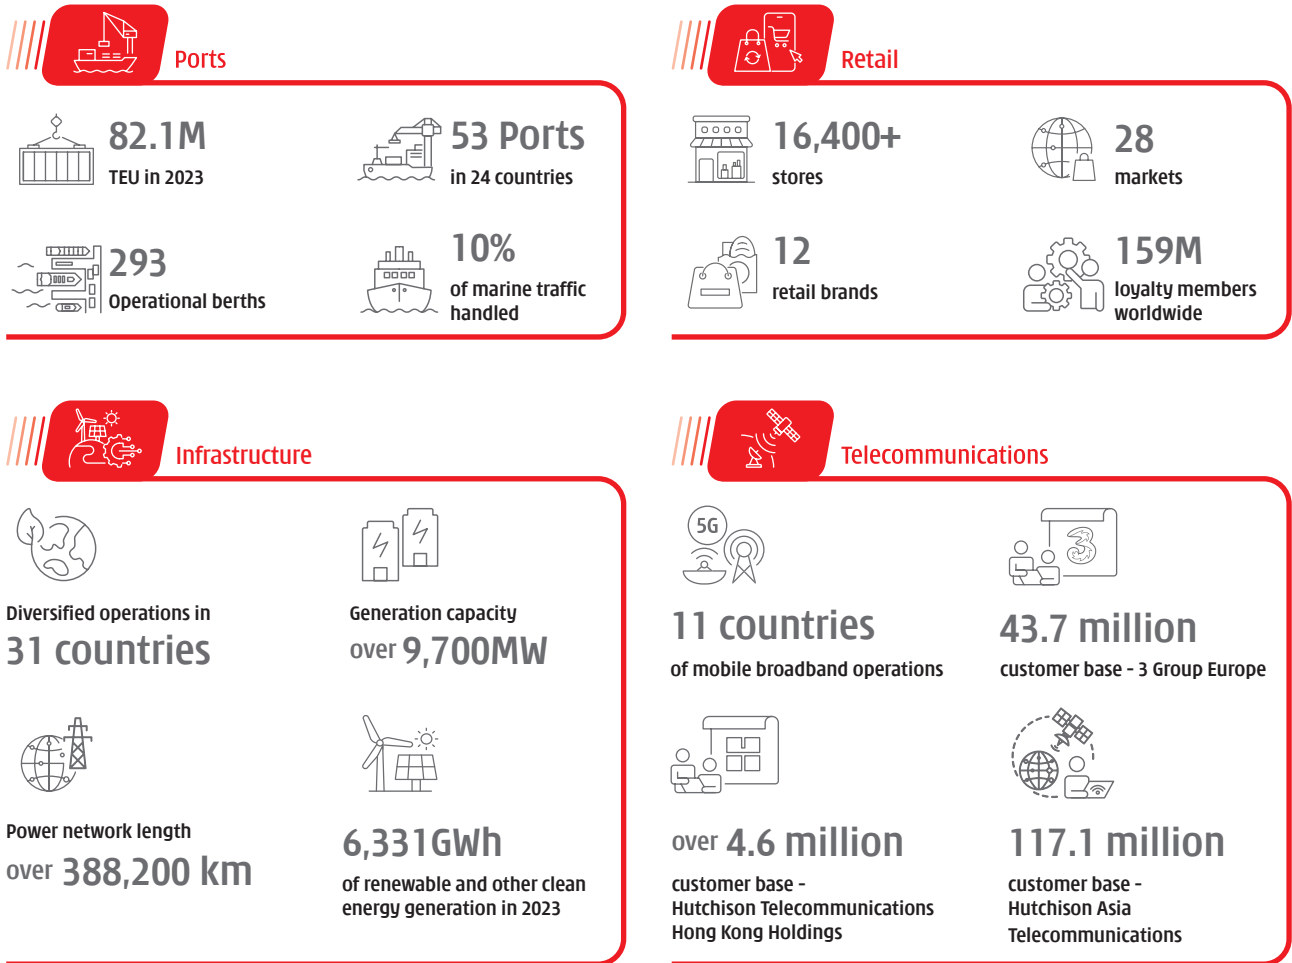 Ports
82.1M
TEU in 2023
53 Ports
in 24 countries
293
Operational berths
10%
of marine traffic
handled
Retail
16,400+
stores
28
markets
12
retail brands
159M
loyalty members
worldwide
Infrastructure
Diversified operations in
31 countries
Generation capacity
over 9,700MW
Power network length
over 388,200 km
6,331GWh
of renewable and other clean
energy generation in 2023
Telecommunications
5G
11 countries
of mobile broadband operations
3
43.7 million
customer base - 3 Group Europe
over 4.6 million
customer base -
Hutchison Telecommunications
Hong Kong Holdings
117.1 million
customer base -
Hutchison Asia
Telecommunications